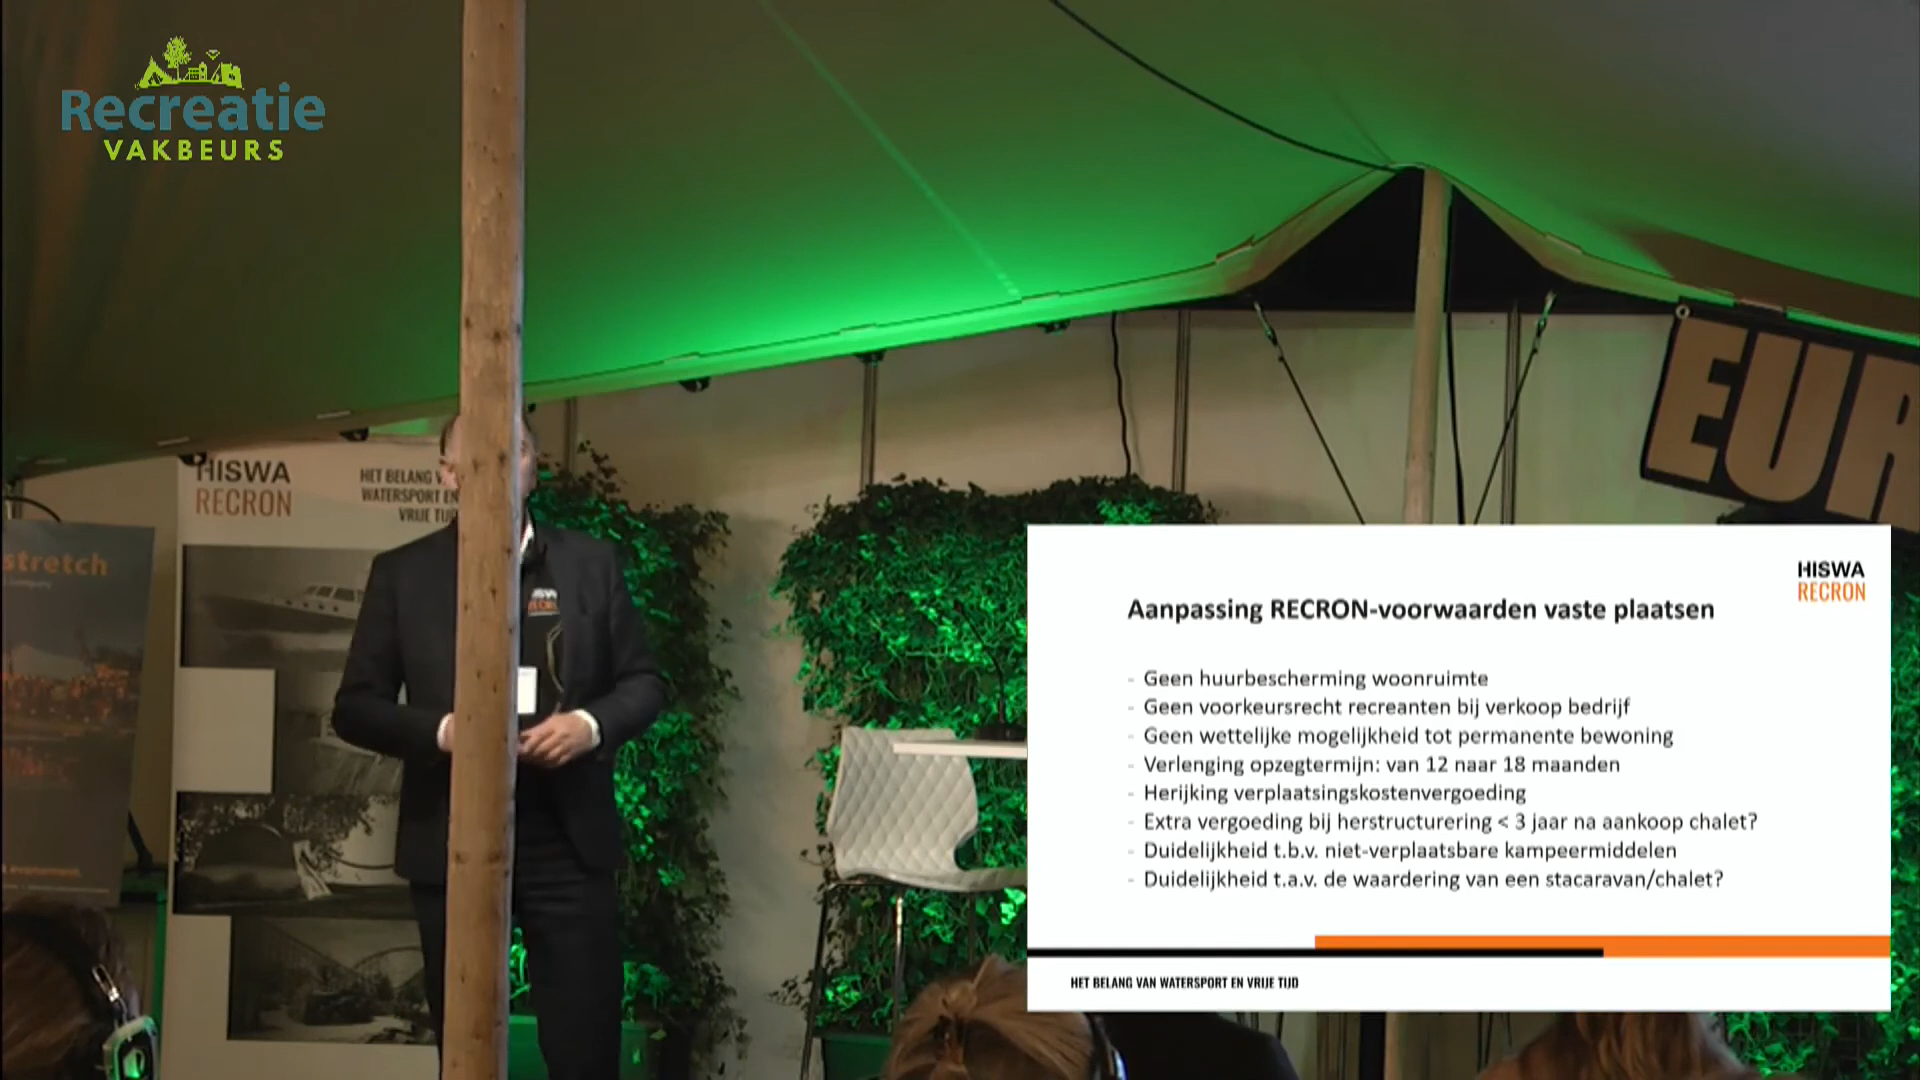 Recreatie
VAKBEURS
EUR
HISWA
RECRON
HET BELANG
WATERSPORT EN
VRIJE TIJD
stretch
HISWA
RECRON
Aanpassing RECRON-voorwaarden vaste plaatsen
- Geen huurbescherming woonruimte
- Geen voorkeursrecht recreanten bij verkoop bedrijf
- Geen wettelijke mogelijkheid tot permanente bewoning
- Verlenging opzegtermijn: van 12 naar 18 maanden
- Herijking verplaatsingskostenvergoeding
- Extra vergoeding bij herstructurering < 3 jaar na aankoop chalet?
- Duidelijkheid t.b.v. niet-verplaatsbare kampeermiddelen
- Duidelijkheid t.a.v. de waardering van een stacaravan/chalet?
HET BELANG VAN WATERSPORT EN VRIJE TIJD